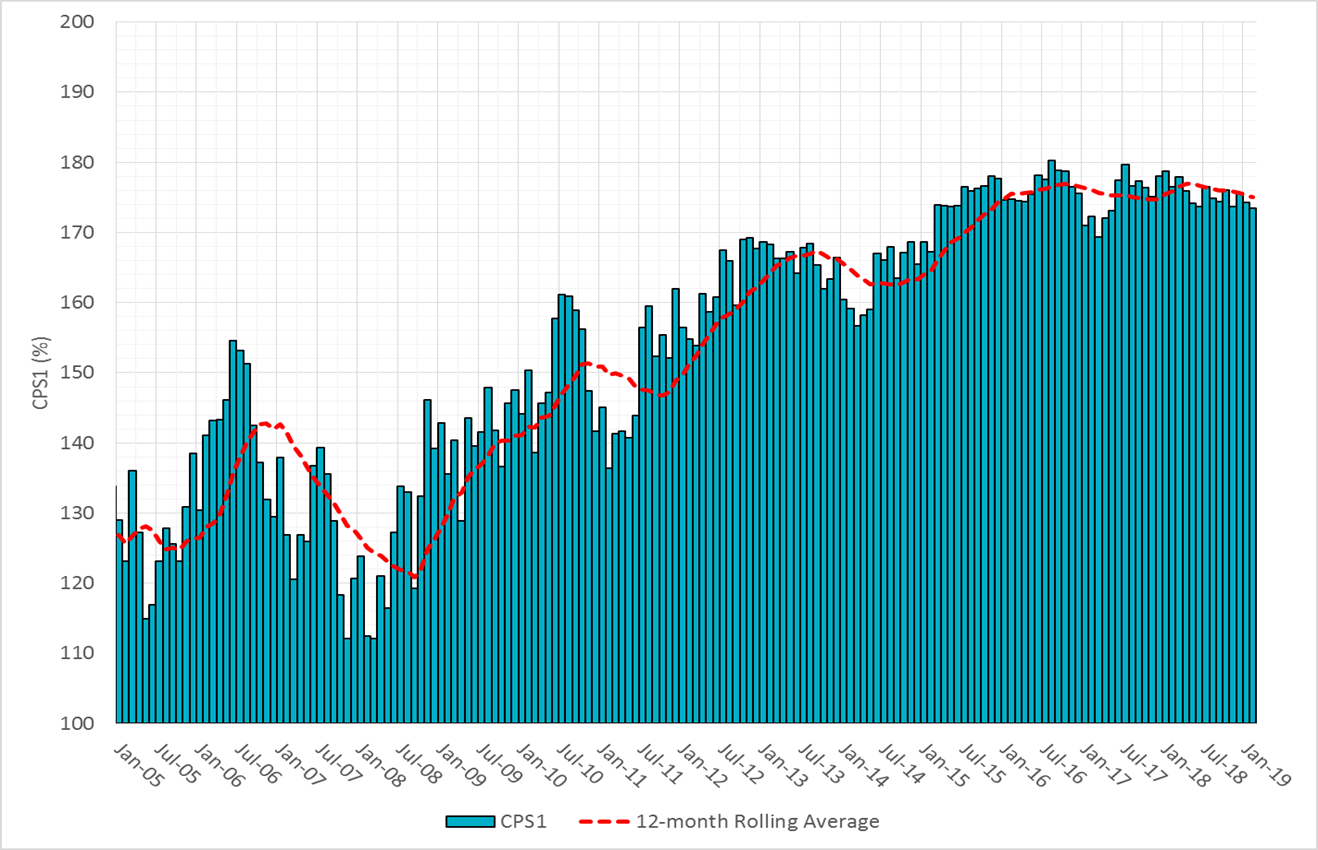 200
190
180
170
160
150
140
130
120
110
100
CPS1 (%)
Jan-05
Jul-05
Jan-06
Jul-06
Jan-07
Jul-07
Jan-08
Jul-08
Jan-09
Jul-09
Jan-10
Jul-10
Jan-11
Jul-11
Jan-12
Jul-12
Jan-13
Jul-13
Jan-14
Jul-14
Jan-15
Jul-15
Jan-16
Jul-16
Jan-17
Jul-17
Jan-18
Jul-18
Jan-19
CPS1
12-month Rolling Average